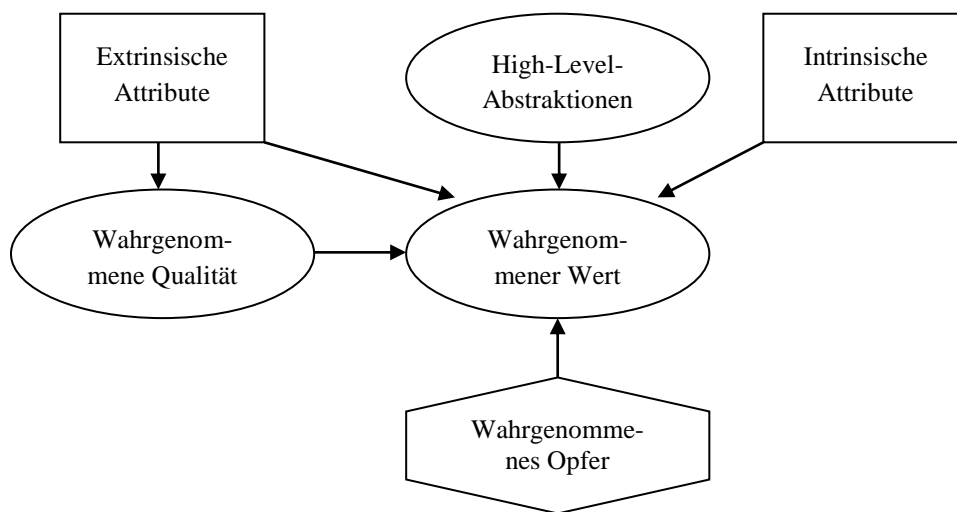 Extrinsische
Attribute
High-Level-
Abstraktionen
Intrinsische
Attribute
Wahrgenom-
mene Qualität
Wahrgenom-
mener Wert
Wahrgenomme-
nes Opfer